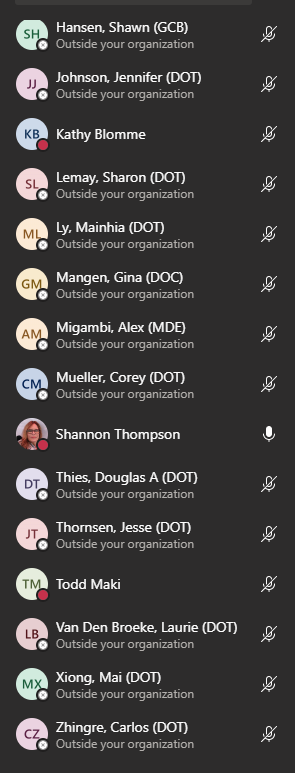 SH Hansen, Shawn (GCB)
Outside your organization
JJ Johnson, Jennifer (DOT)
Outside your organization
KB Kathy Blomme
SL Lemay, Sharon (DOT)
Outside your organization
ML Ly, Mainhia (DOT)
Outside your organization
GM Mangen, Gina (DOC)
Outside your organization
AM Migambi, Alex (MDE)
Outside your organization
CM Mueller, Corey (DOT)
Outside your organization
Shannon Thompson
DT Thies, Douglas A (DOT)
Outside your organization
JT Thornsen, Jesse (DOT)
Outside your organization
TM Todd Maki
LB Van Den Broeke, Laurie (DOT)
Outside your organization
MX Xiong, Mai (DOT)
Outside your organization
CZ Zhingre, Carlos (DOT)
Outside your organization